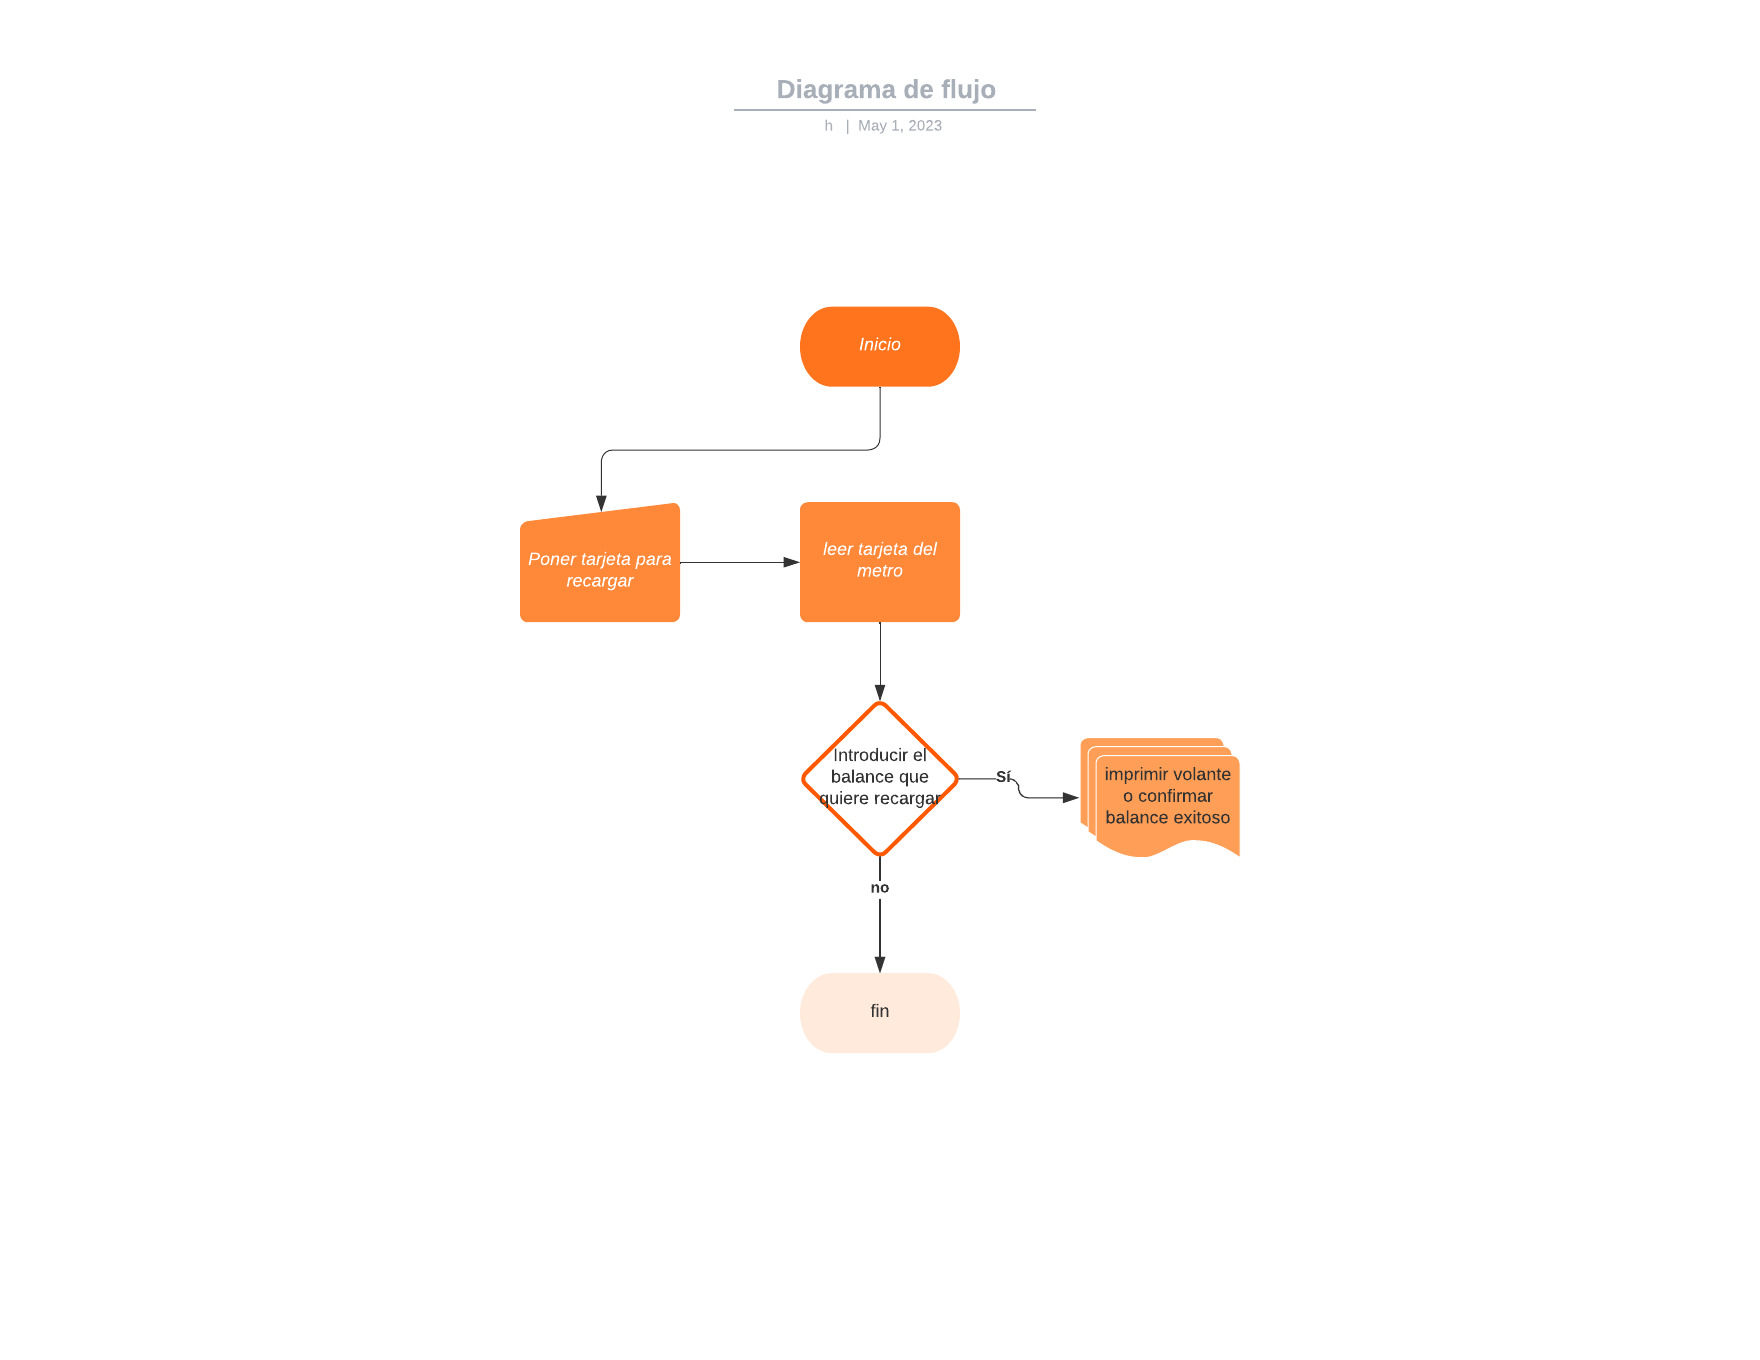 Diagrama de flujo
h | May 1, 2023
Inicio
Poner tarjeta para
recargar
leer tarjeta del
metro
Introducir el
balance que
quiere recargar
Sí
imprimir volante
o confirmar
balance exitoso
no
fin